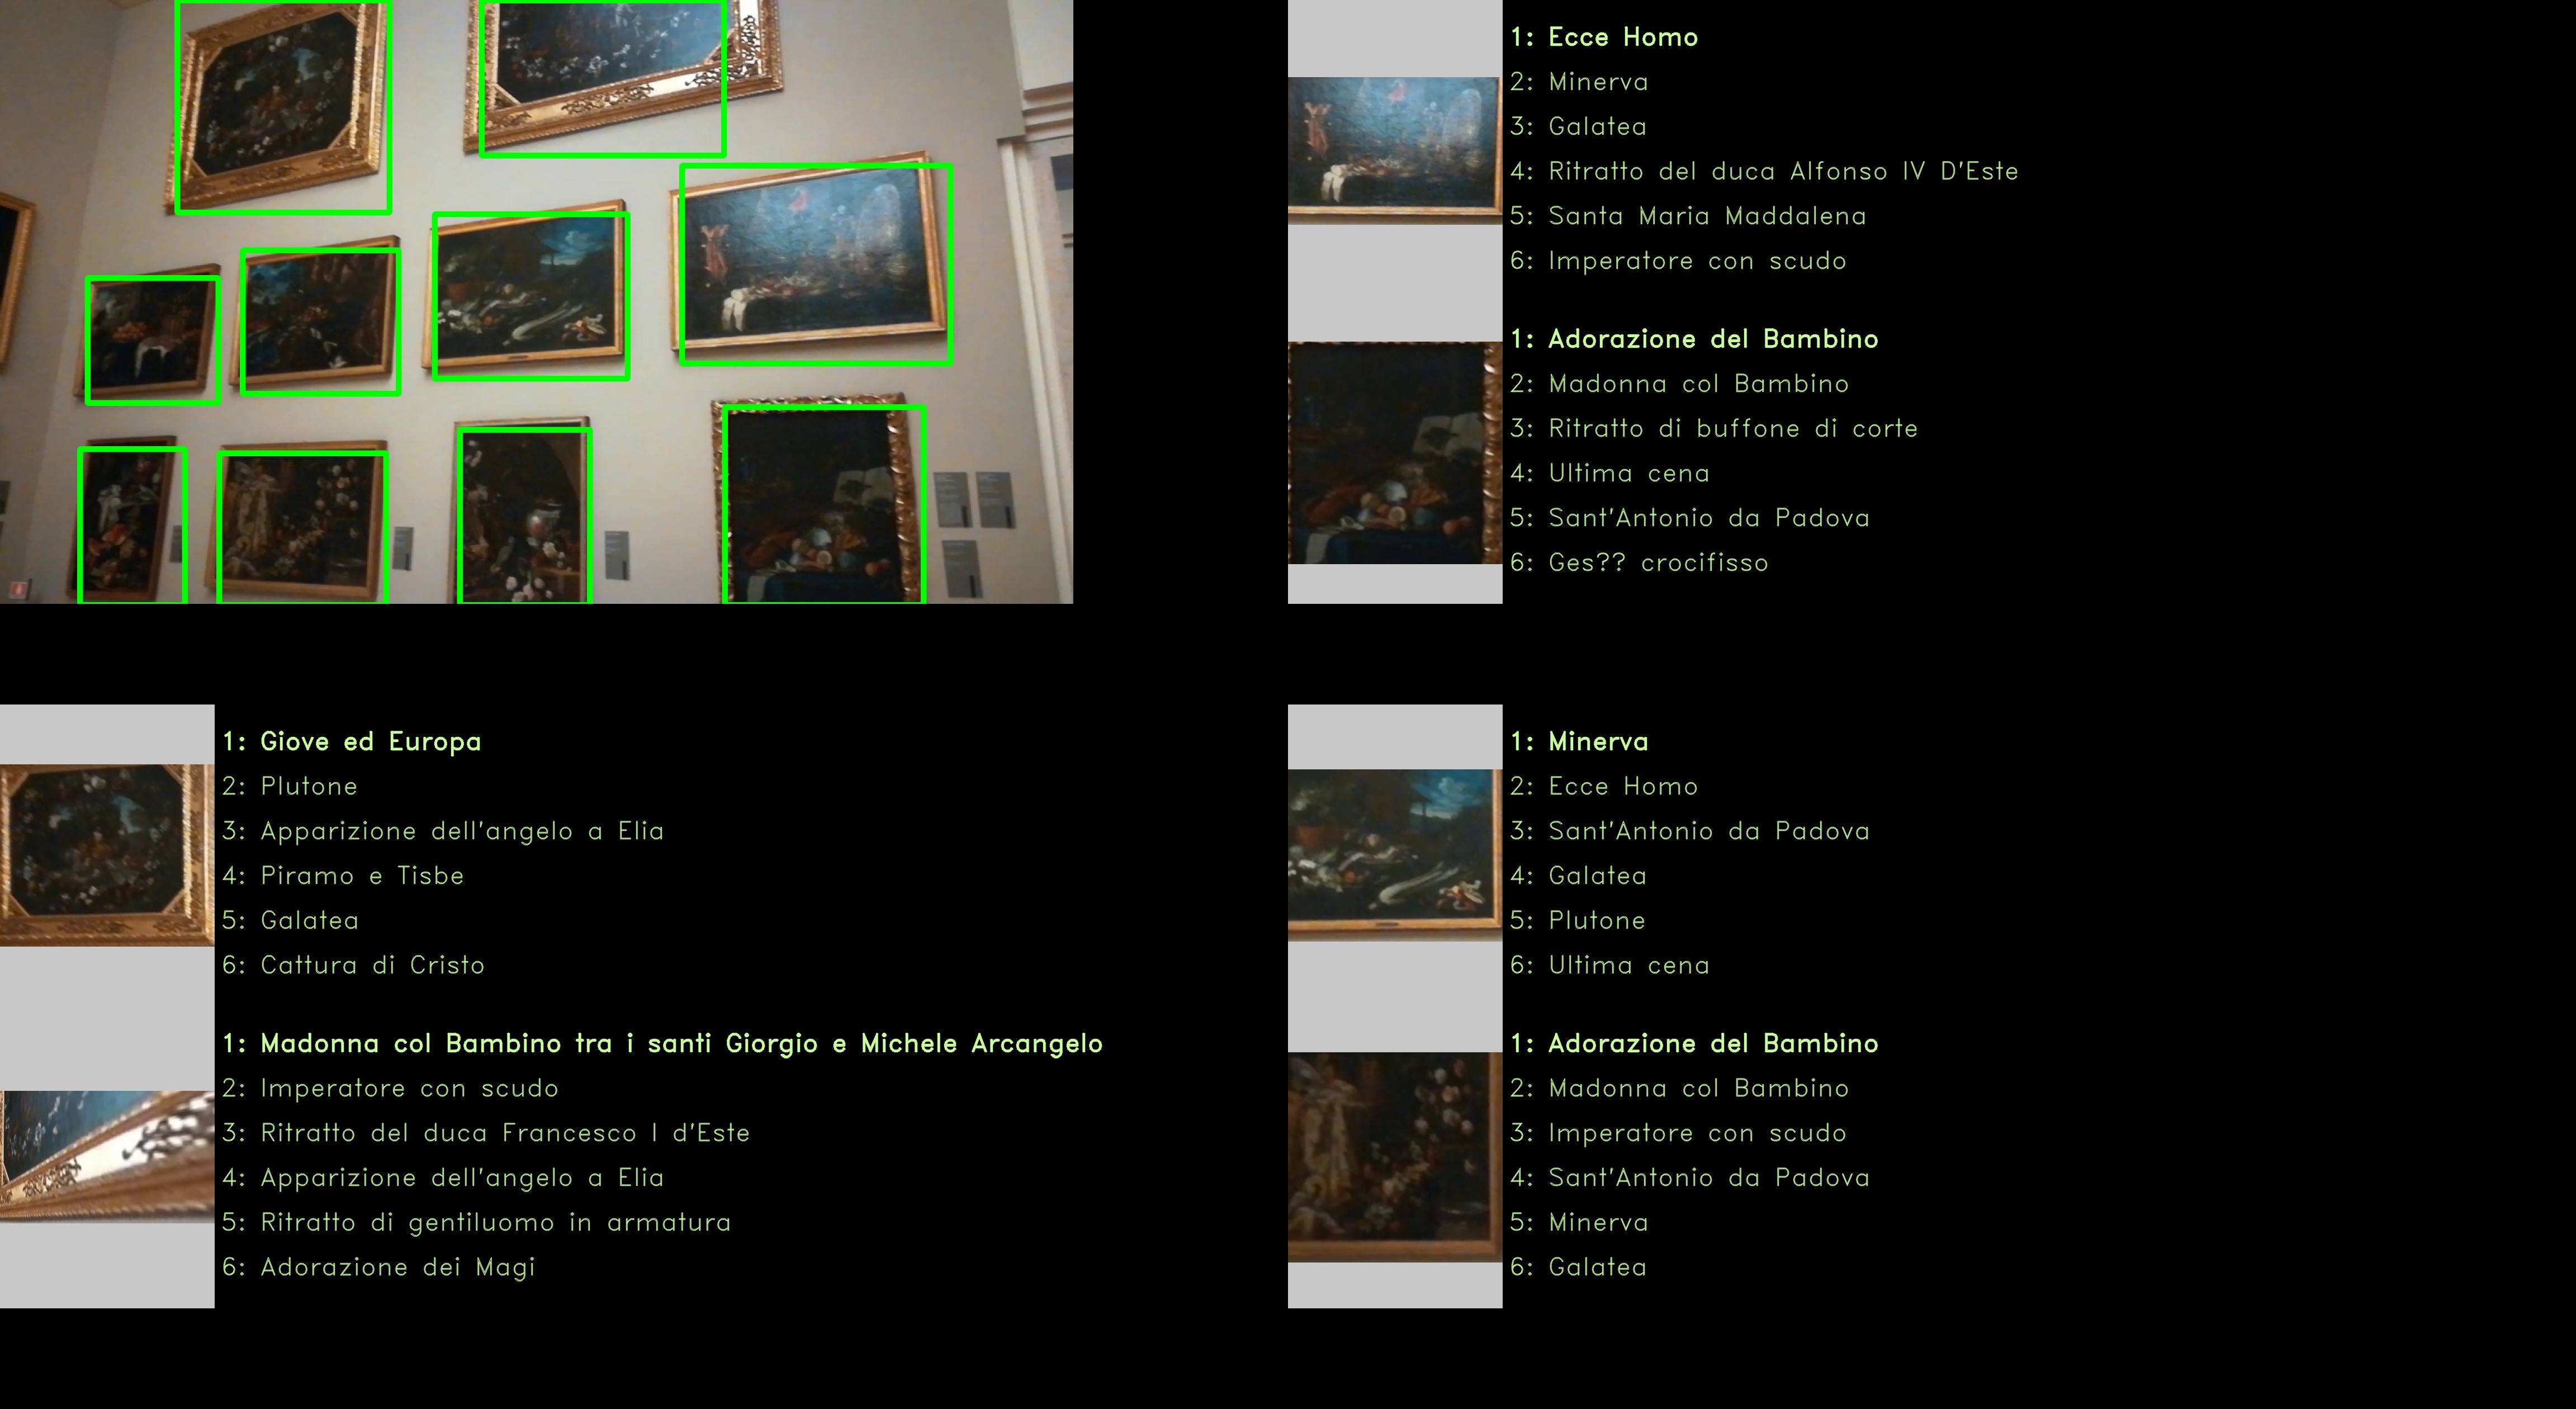 1: Ecce Homo
2: Minerva
3: Galatea
4: Ritratto del duca Alfonso IV D'Este
5: Santa Maria Maddalena
6: Imperatore con scudo
1: Adorazione del Bambino
2: Madonna col Bambino
3: Ritratto di buffone di corte
4: Ultima cena
5: Sant'Antonio da Padova
6: Ges?? crocifisso
1: Giove ed Europa
2: Plutone
3: Apparizione dell'angelo a Elia
4: Piramo e Tisbe
5: Galatea
6: Cattura di Cristo
1: Madonna col Bambino tra i santi Giorgio e Michele Arcangelo
2: Imperatore con scudo
3: Ritratto del duca Francesco I d'Este
4: Apparizione dell'angelo a Elia
5: Ritratto di gentiluomo in armatura
6: Adorazione dei Magi
1: Minerva
2: Ecce Homo
3: Sant'Antonio da Padova
4: Galatea
5: Plutone
6: Ultima cena
1: Adorazione del Bambino
2: Madonna col Bambino
3: Imperatore con scudo
4: Sant'Antonio da Padova
5: Minerva
6: Galatea